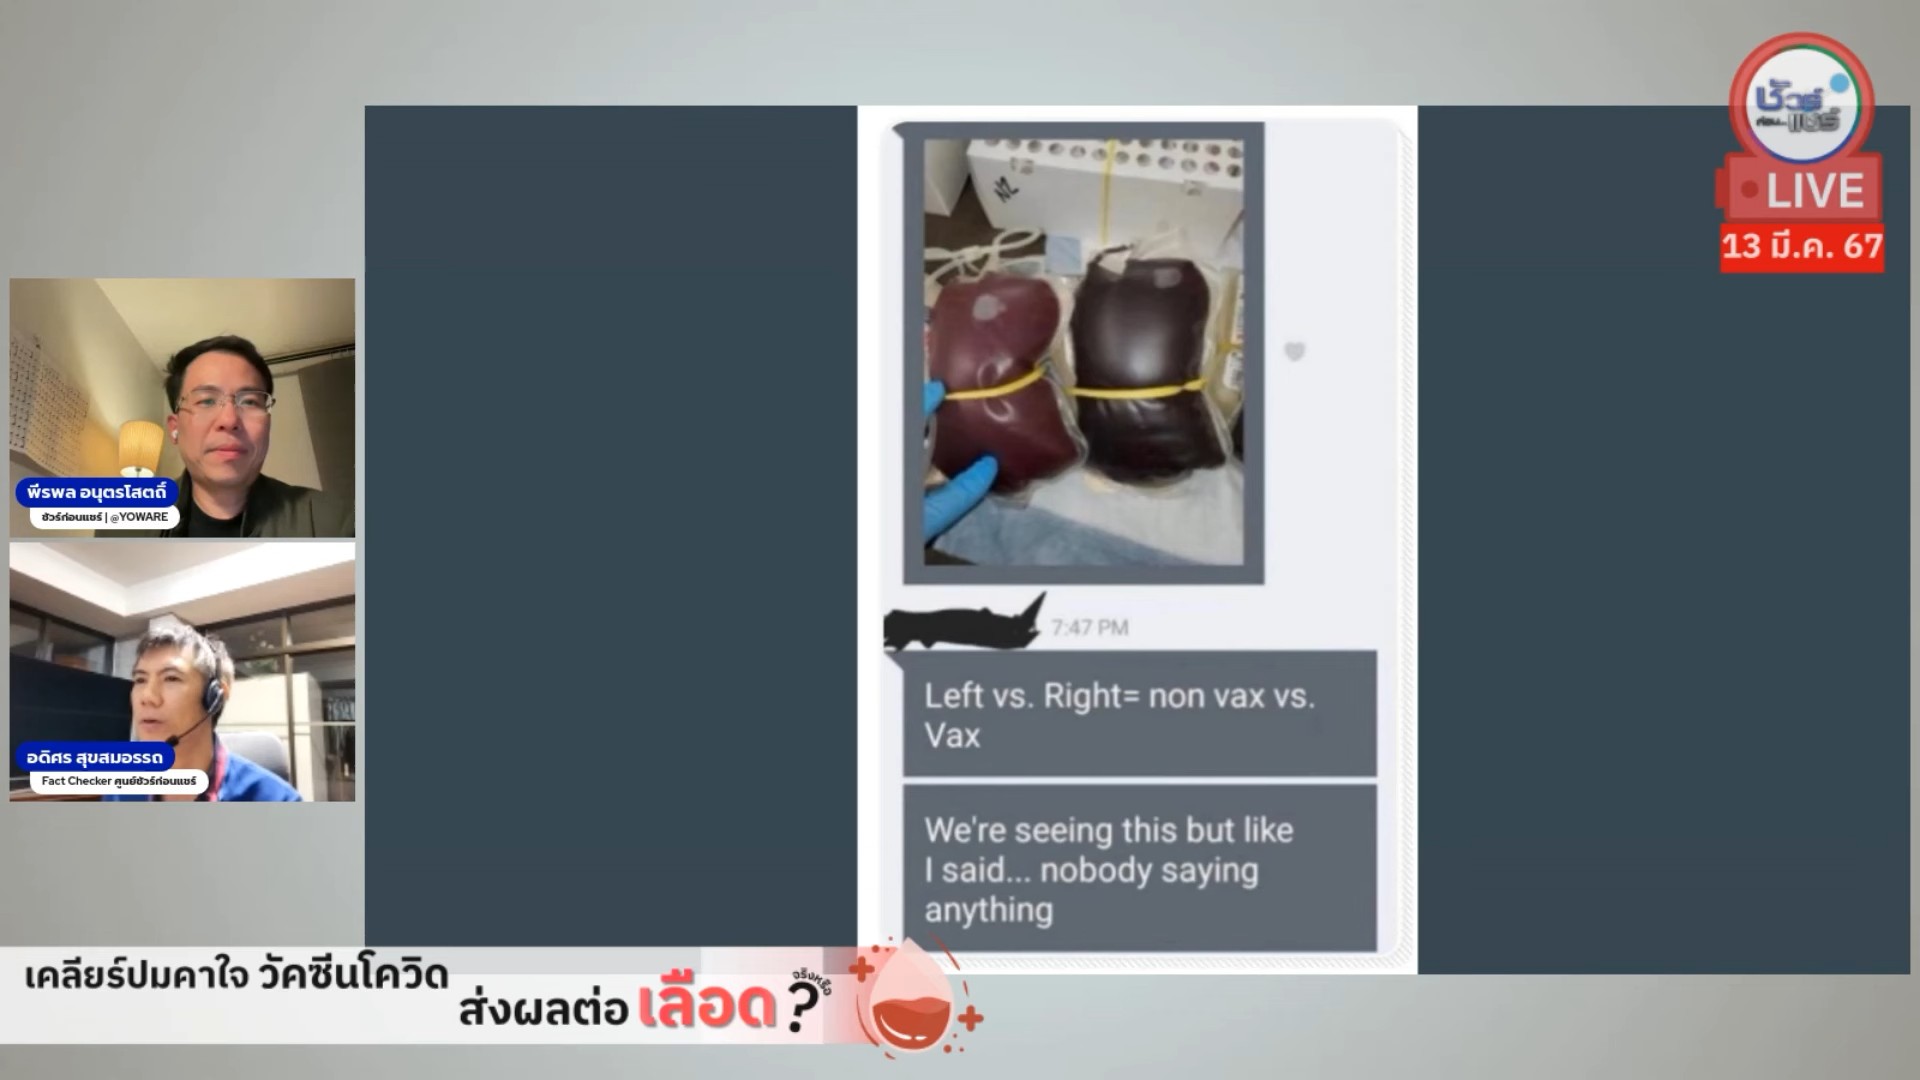 ชัวร์
ก่อน...แชร์
LIVE
13 มี.ค. 67
NZ
7:47 PM
Left vs. Right= non vax vs.
Vax
We're seeing this but like
I said... nobody saying
anything
พีรพล อนุตรโสตถิ์
ชัวร์ก่อนแชร์ | @YOWARE
อดิศร สุขสมอรรถ
Fact Checker ศูนย์ชัวร์ก่อนแชร์
เคลียร์ปมคาใจ วัคซีนโควิด
ส่งผลต่อ เลือด จริงหรือ ?